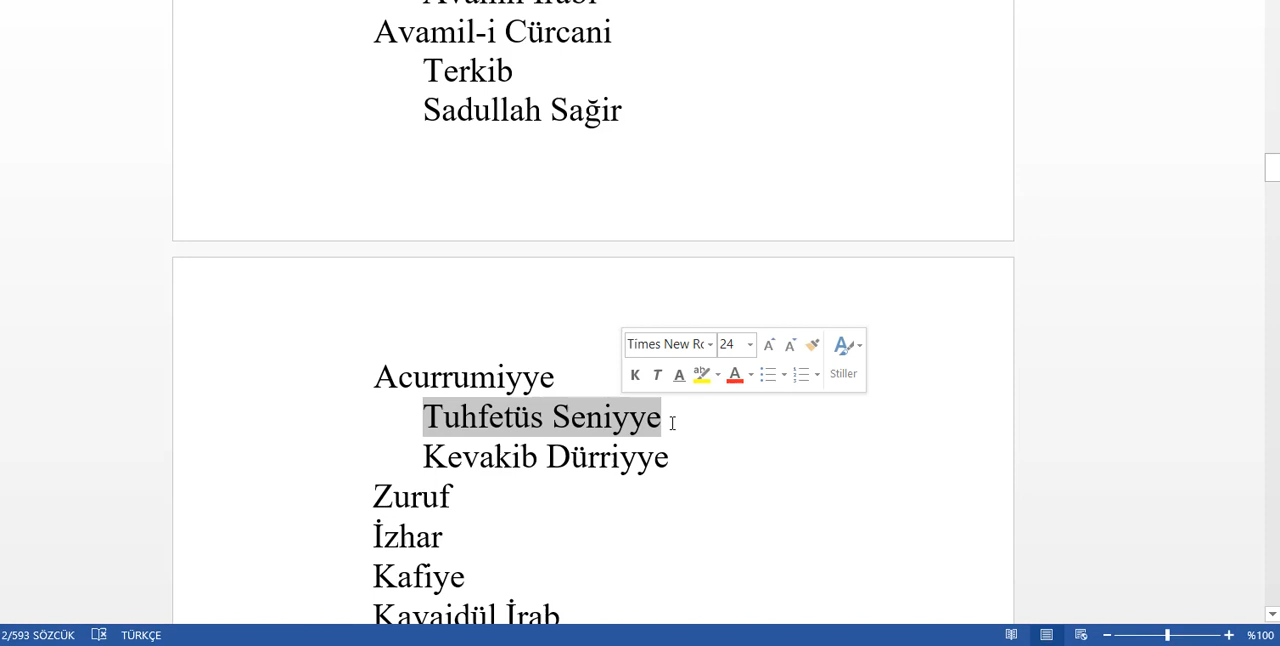 Avamil-i Cürcani
Terkib
Sadullah Sağir
Times New Rc 24
K T A ab A
Stiller
Acurrumiyye
Tuhfetüs Seniyye
Kevakib Dürriyye
Zuruf
İzhar
Kafiye
Kavaidül İrab
2/593 SÖZCÜK TÜRKÇE %100